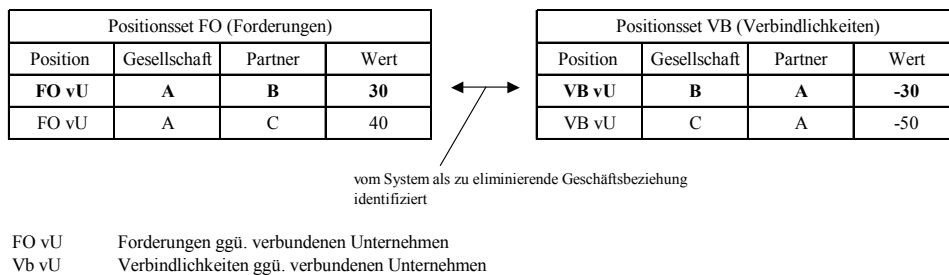 Positionsset FO (Forderungen)
Position Gesellschaft Partner Wert
FO vU A B 30
FO vU A C 40
Positionsset VB (Verbindlichkeiten)
Position Gesellschaft Partner Wert
VB vU B A -30
VB vU C A -50
vom System als zu eliminierende Geschäftsbeziehung
identifiziert
FO vU Forderungen ggü. verbundenen Unternehmen
Vb vU Verbindlichkeiten ggü. verbundenen Unternehmen